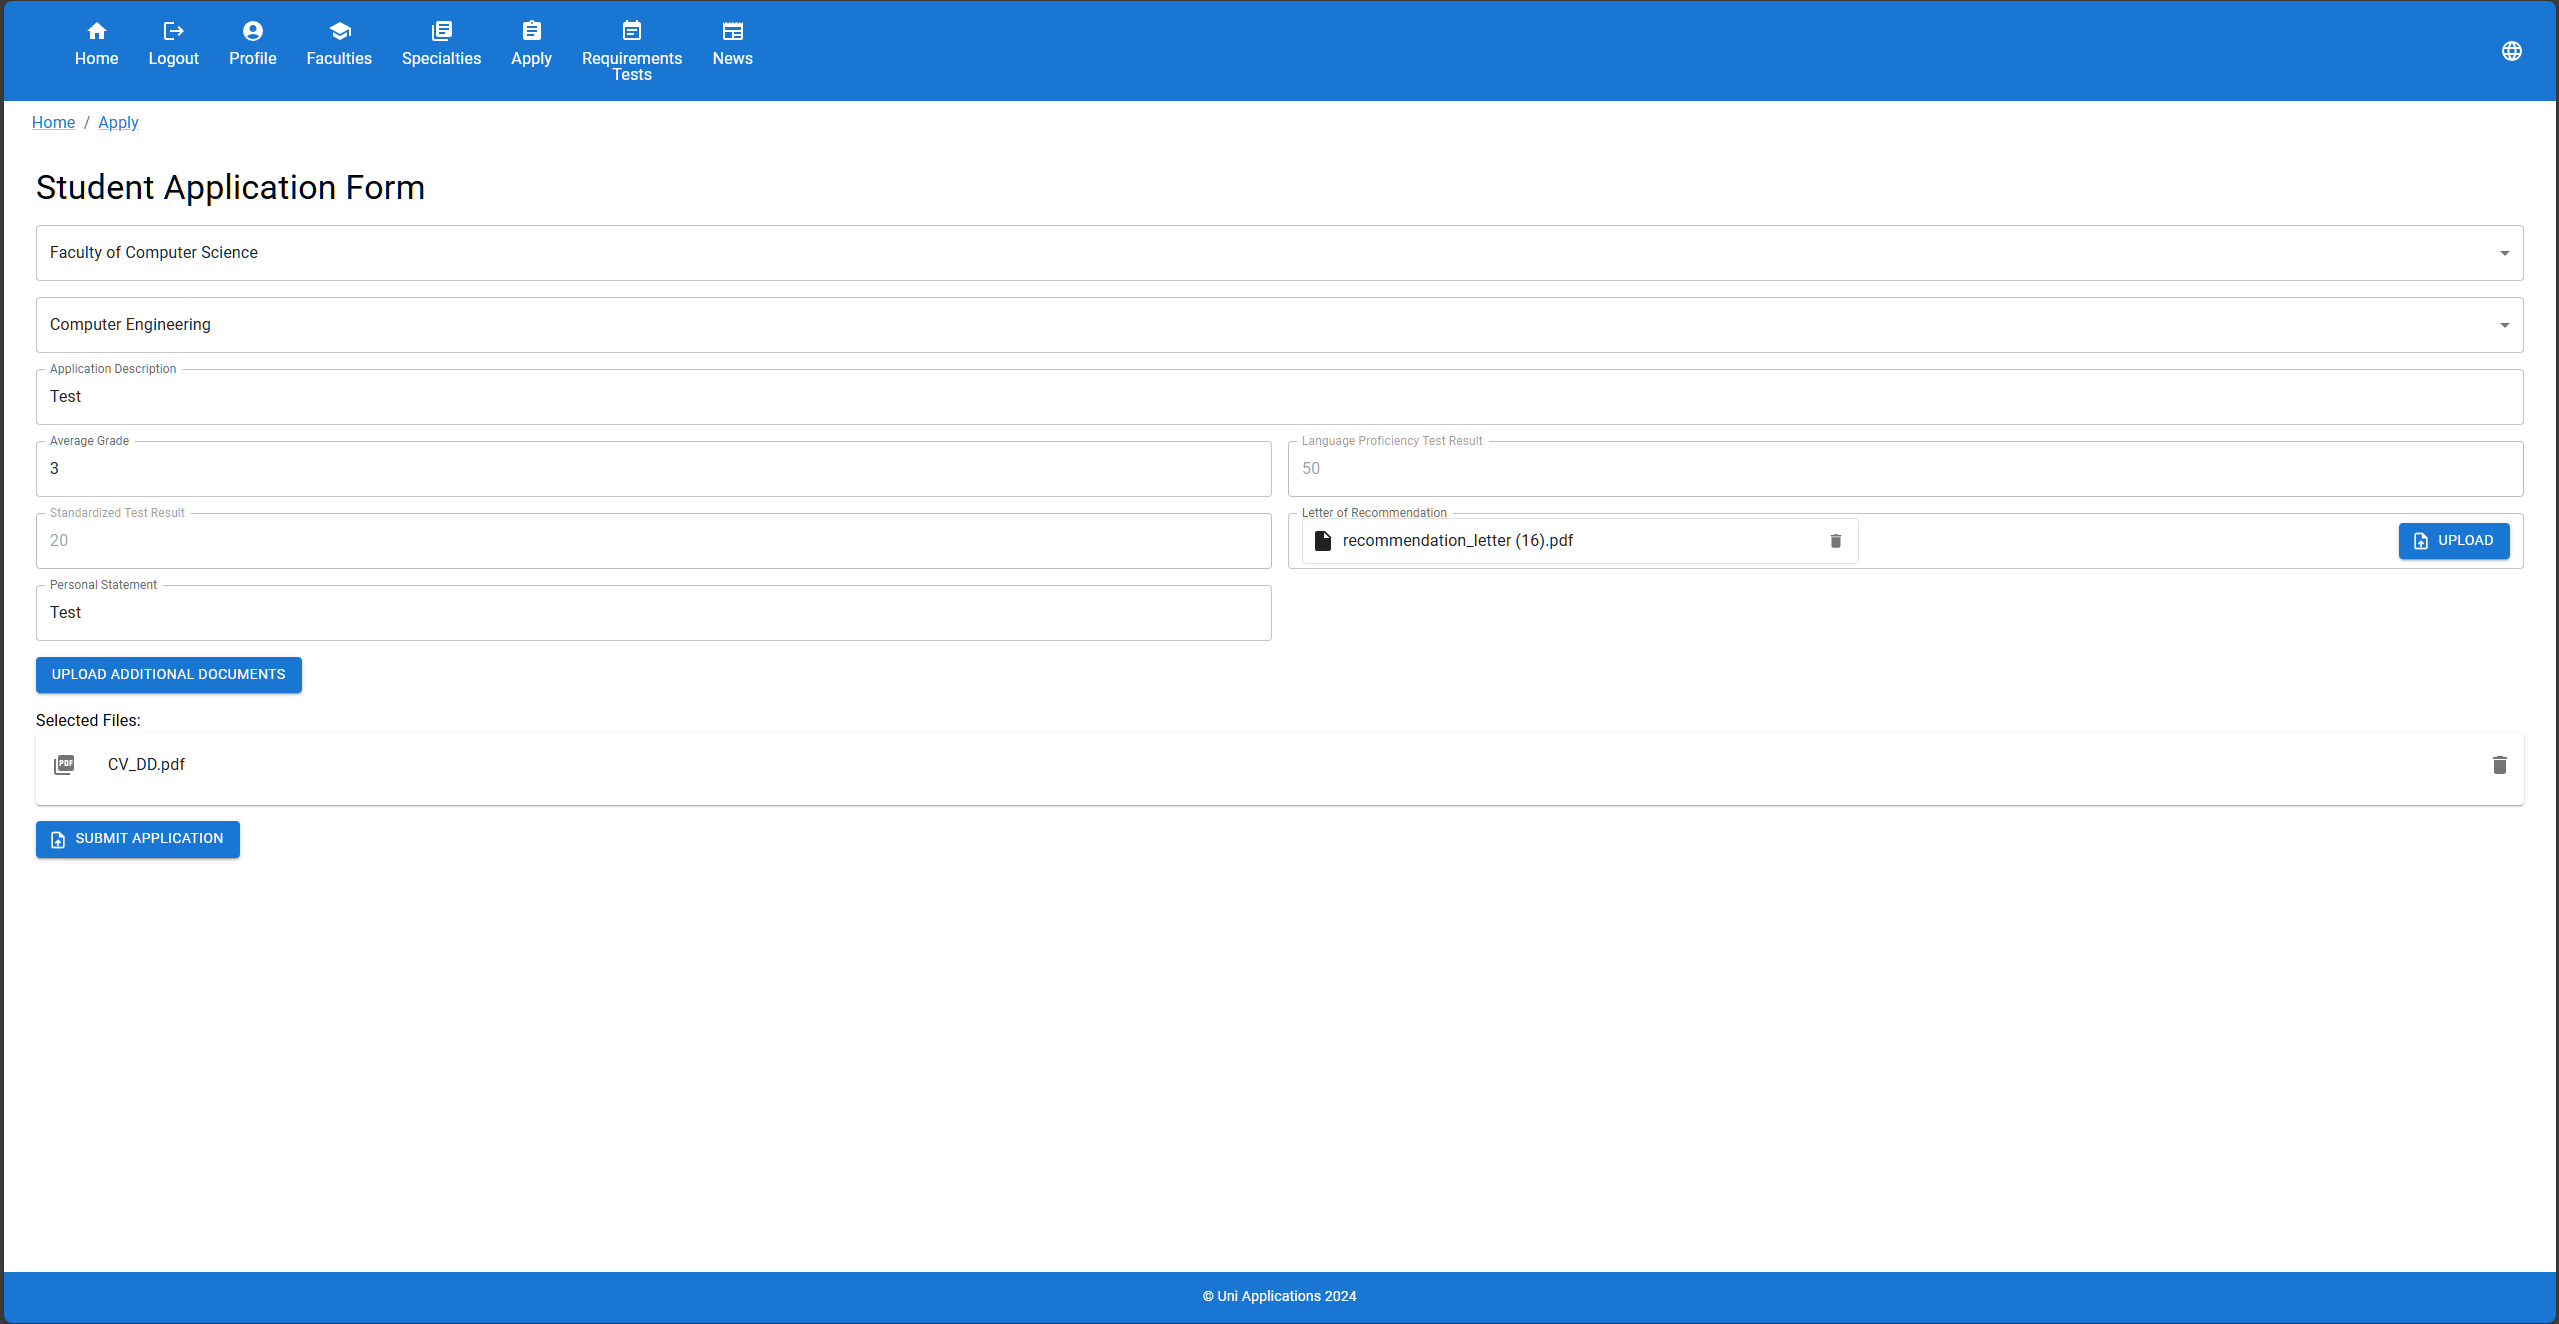 Home
Logout
Profile
Faculties
Specialties
Apply
Requirements
Tests
News
Home / Apply
Student Application Form
Faculty of Computer Science
Computer Engineering
Application Description
Test
Average Grade
3
Language Proficiency Test Result
50
Standardized Test Result
20
Letter of Recommendation
recommendation_letter (16).pdf
UPLOAD
Personal Statement
Test
UPLOAD ADDITIONAL DOCUMENTS
Selected Files:
PDF
CV_DD.pdf
SUBMIT APPLICATION
© Uni Applications 2024